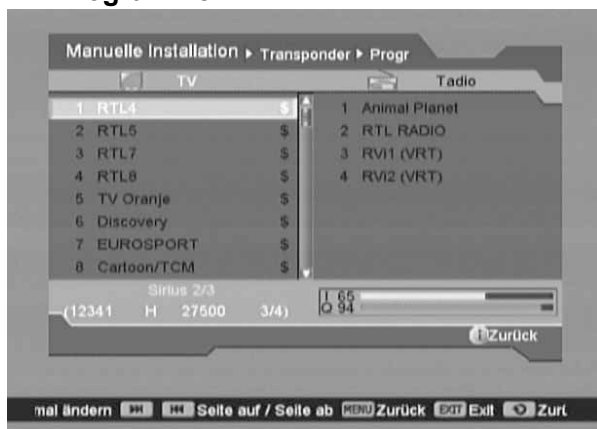 Manuelle Installation ▸ Transponder ▸ Progr
TV
Tadio
1 RTL4 $
2 RTL5 $
3 RTL7 $
4 RTL8 $
5 TV Oranje $
6 Discovery $
7 EUROSPORT $
8 Cartoon/TCM $
1 Animal Planet
2 RTL RADIO
3 RVi1 (VRT)
4 RVi2 (VRT)
Sirius 2/3
(12341 H 27500 3/4)
I 65
Q 94
i Zurück
mal ändern ⏭ ⏮ Seite auf / Seite ab MENU Zurück EXIT Exit Zurü